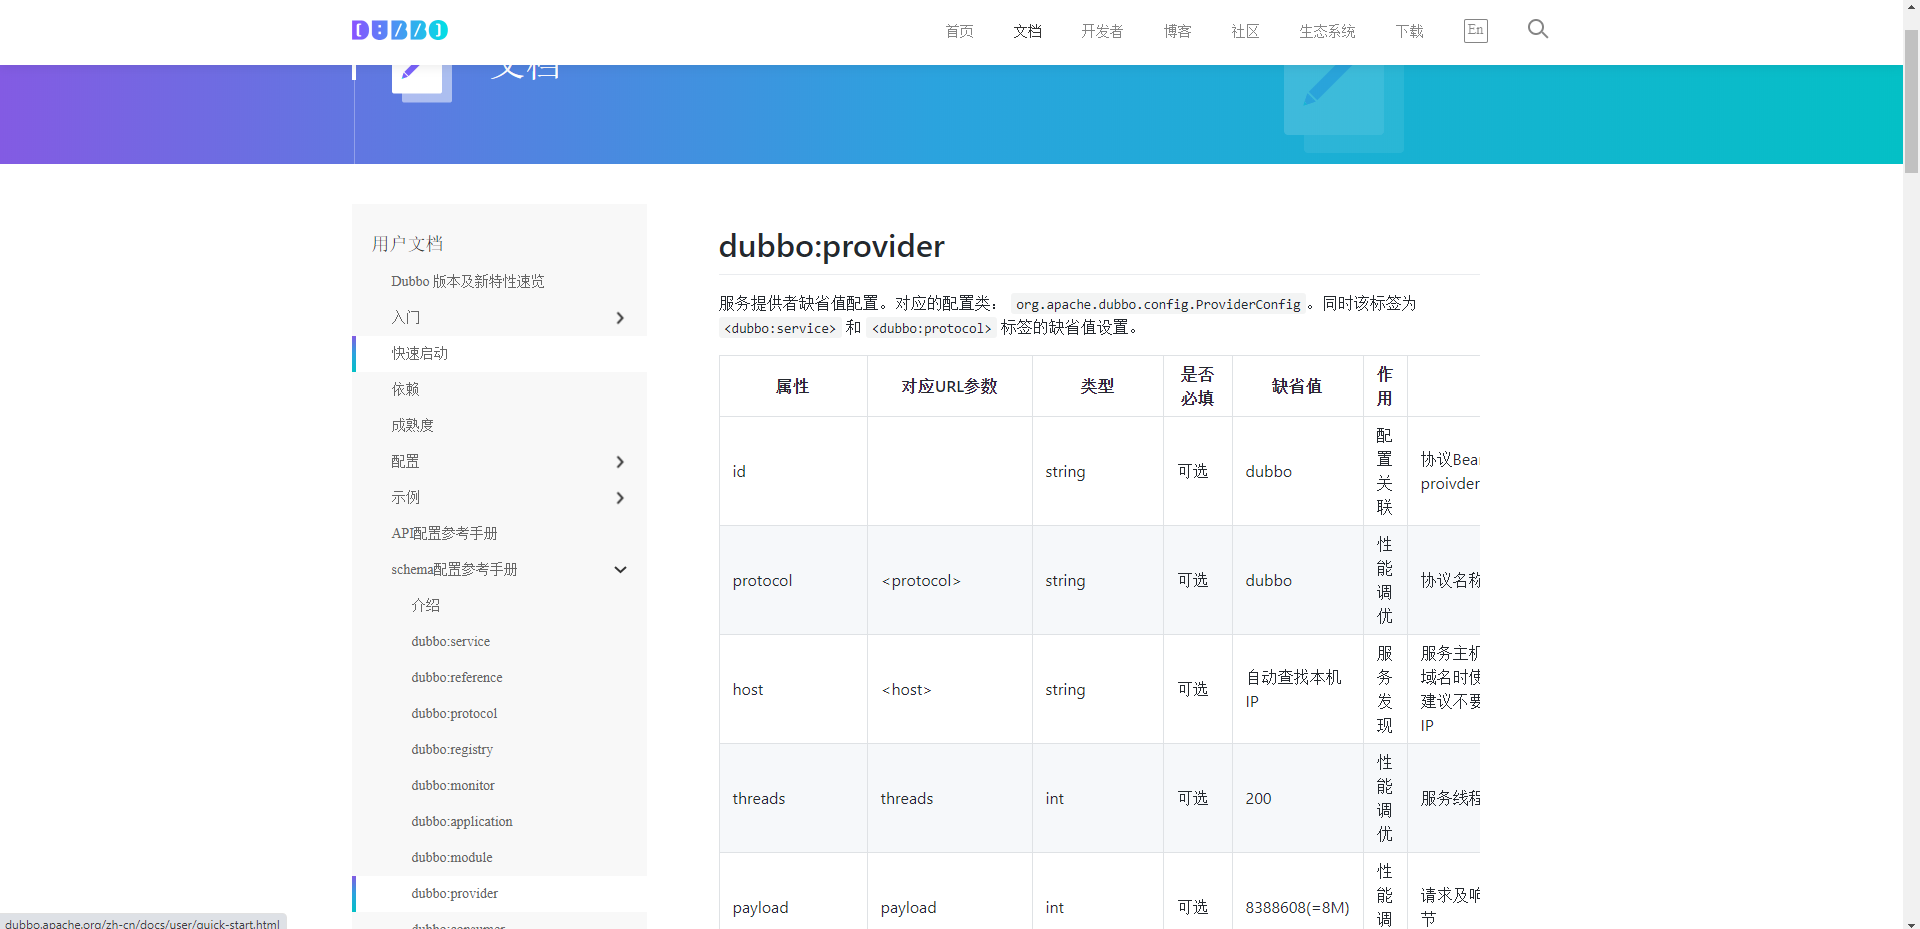 DUBBO
首页
文档
开发者
博客
社区
生态系统
下载
En
文档
用户文档
Dubbo 版本及新特性速览
入门
快速启动
依赖
成熟度
配置
示例
API配置参考手册
schema配置参考手册
介绍
dubbo:service
dubbo:reference
dubbo:protocol
dubbo:registry
dubbo:monitor
dubbo:application
dubbo:module
dubbo:provider
dubbo:consumer
dubbo:provider
服务提供者缺省值配置。对应的配置类： org.apache.dubbo.config.ProviderConfig 。同时该标签为
<dubbo:service> 和 <dubbo:protocol> 标签的缺省值设置。
属性
对应URL参数
类型
是否
必填
缺省值
作
用
id
string
可选
dubbo
配
置
关
联
协议Bean
proivder
protocol
<protocol>
string
可选
dubbo
性
能
调
优
协议名称
host
<host>
string
可选
自动查找本机
IP
服
务
发
现
服务主机
域名时使
建议不要
IP
threads
threads
int
可选
200
性
能
调
优
服务线程
payload
payload
int
可选
8388608(=8M)
性
能
调
请求及响
节
dubbo.apache.org/zh-cn/docs/user/quick-start.html